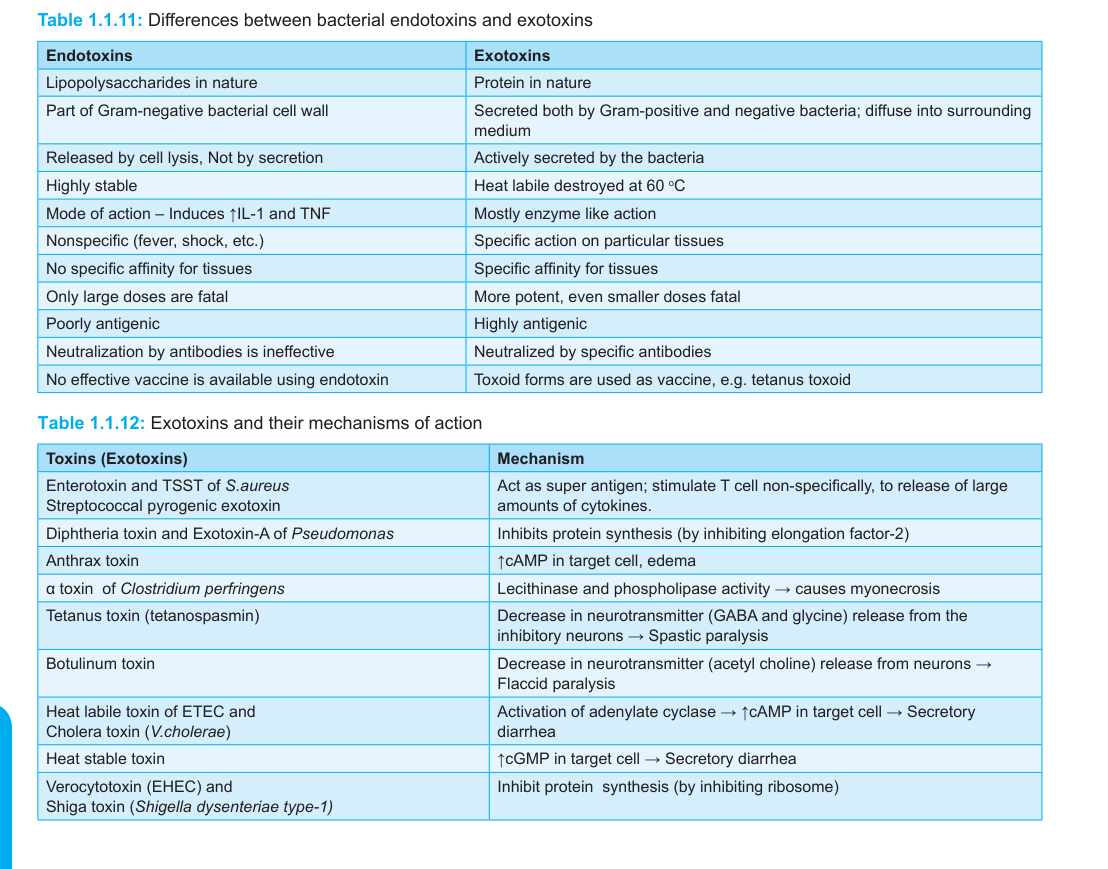 Table 1.1.11: Differences between bacterial endotoxins and exotoxins
Endotoxins Exotoxins
Lipopolysaccharides in nature Protein in nature
Part of Gram-negative bacterial cell wall Secreted both by Gram-positive and negative bacteria; diffuse into surrounding
medium
Released by cell lysis, Not by secretion Actively secreted by the bacteria
Highly stable Heat labile destroyed at 60 °C
Mode of action – Induces ↑IL-1 and TNF Mostly enzyme like action
Nonspecific (fever, shock, etc.) Specific action on particular tissues
No specific affinity for tissues Specific affinity for tissues
Only large doses are fatal More potent, even smaller doses fatal
Poorly antigenic Highly antigenic
Neutralization by antibodies is ineffective Neutralized by specific antibodies
No effective vaccine is available using endotoxin Toxoid forms are used as vaccine, e.g. tetanus toxoid
Table 1.1.12: Exotoxins and their mechanisms of action
Toxins (Exotoxins) Mechanism
Enterotoxin and TSST of S.aureus Act as super antigen; stimulate T cell non-specifically, to release of large
Streptococcal pyrogenic exotoxin amounts of cytokines.
Diphtheria toxin and Exotoxin-A of Pseudomonas Inhibits protein synthesis (by inhibiting elongation factor-2)
Anthrax toxin ↑cAMP in target cell, edema
α toxin of Clostridium perfringens Lecithinase and phospholipase activity → causes myonecrosis
Tetanus toxin (tetanospasmin) Decrease in neurotransmitter (GABA and glycine) release from the
inhibitory neurons → Spastic paralysis
Botulinum toxin Decrease in neurotransmitter (acetyl choline) release from neurons →
Flaccid paralysis
Heat labile toxin of ETEC and Activation of adenylate cyclase → ↑cAMP in target cell → Secretory
Cholera toxin (V.cholerae) diarrhea
Heat stable toxin ↑cGMP in target cell → Secretory diarrhea
Verocytotoxin (EHEC) and Inhibit protein synthesis (by inhibiting ribosome)
Shiga toxin (Shigella dysenteriae type-1)